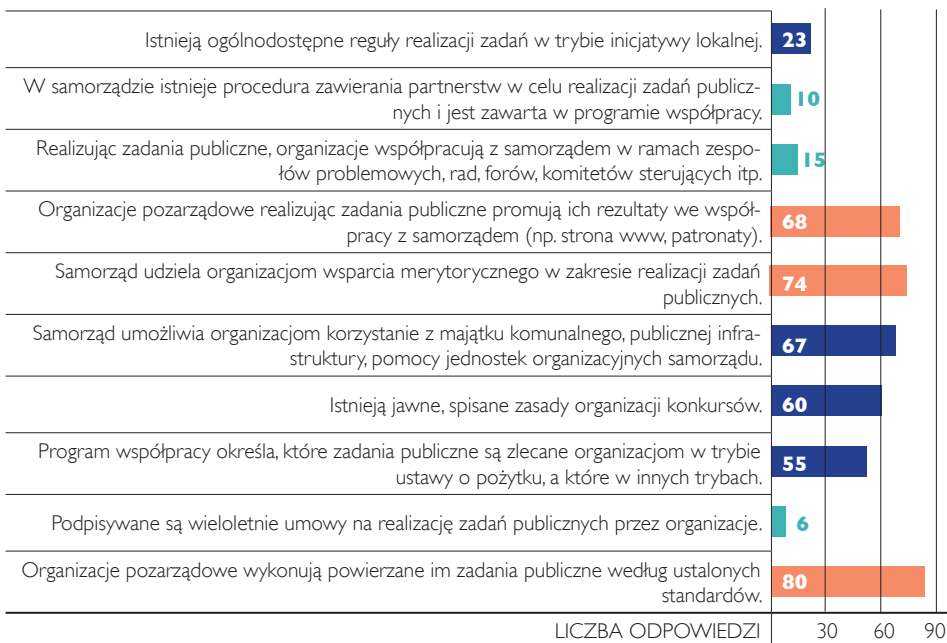 Istnieją ogólnodostępne reguły realizacji zadań w trybie inicjatywy lokalnej. 23
W samorządzie istnieje procedura zawierania partnerstw w celu realizacji zadań publicz-
nych i jest zawarta w programie współpracy. 10
Realizując zadania publiczne, organizacje współpracują z samorządem w ramach zespo-
łów problemowych, rad, forów, komitetów sterujących itp. 15
Organizacje pozarządowe realizując zadania publiczne promują ich rezultaty we współ-
pracy z samorządem (np. strona www, patronaty). 68
Samorząd udziela organizacjom wsparcia merytorycznego w zakresie realizacji zadań
publicznych. 74
Samorząd umożliwia organizacjom korzystanie z majątku komunalnego, publicznej infra-
struktury, pomocy jednostek organizacyjnych samorządu. 67
Istnieją jawne, spisane zasady organizacji konkursów. 60
Program współpracy określa, które zadania publiczne są zlecane organizacjom w trybie
ustawy o pożytku, a które w innych trybach. 55
Podpisywane są wieloletnie umowy na realizację zadań publicznych przez organizacje. 6
Organizacje pozarządowe wykonują powierzane im zadania publiczne według ustalonych
standardów. 80
LICZBA ODPOWIEDZI 30 60 90